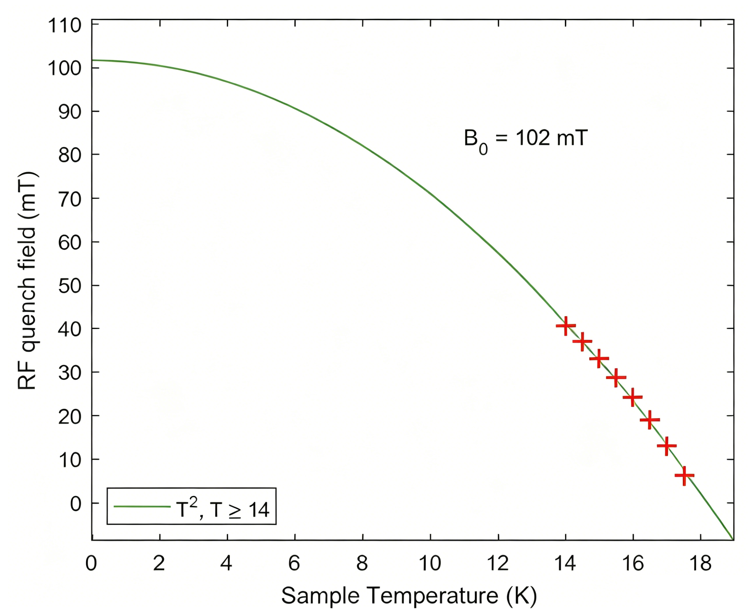 110
100
90
80
70
60
50
40
30
20
10
0
RF quench field (mT)
B₀ = 102 mT
T², T ≥ 14
0 2 4 6 8 10 12 14 16 18
Sample Temperature (K)